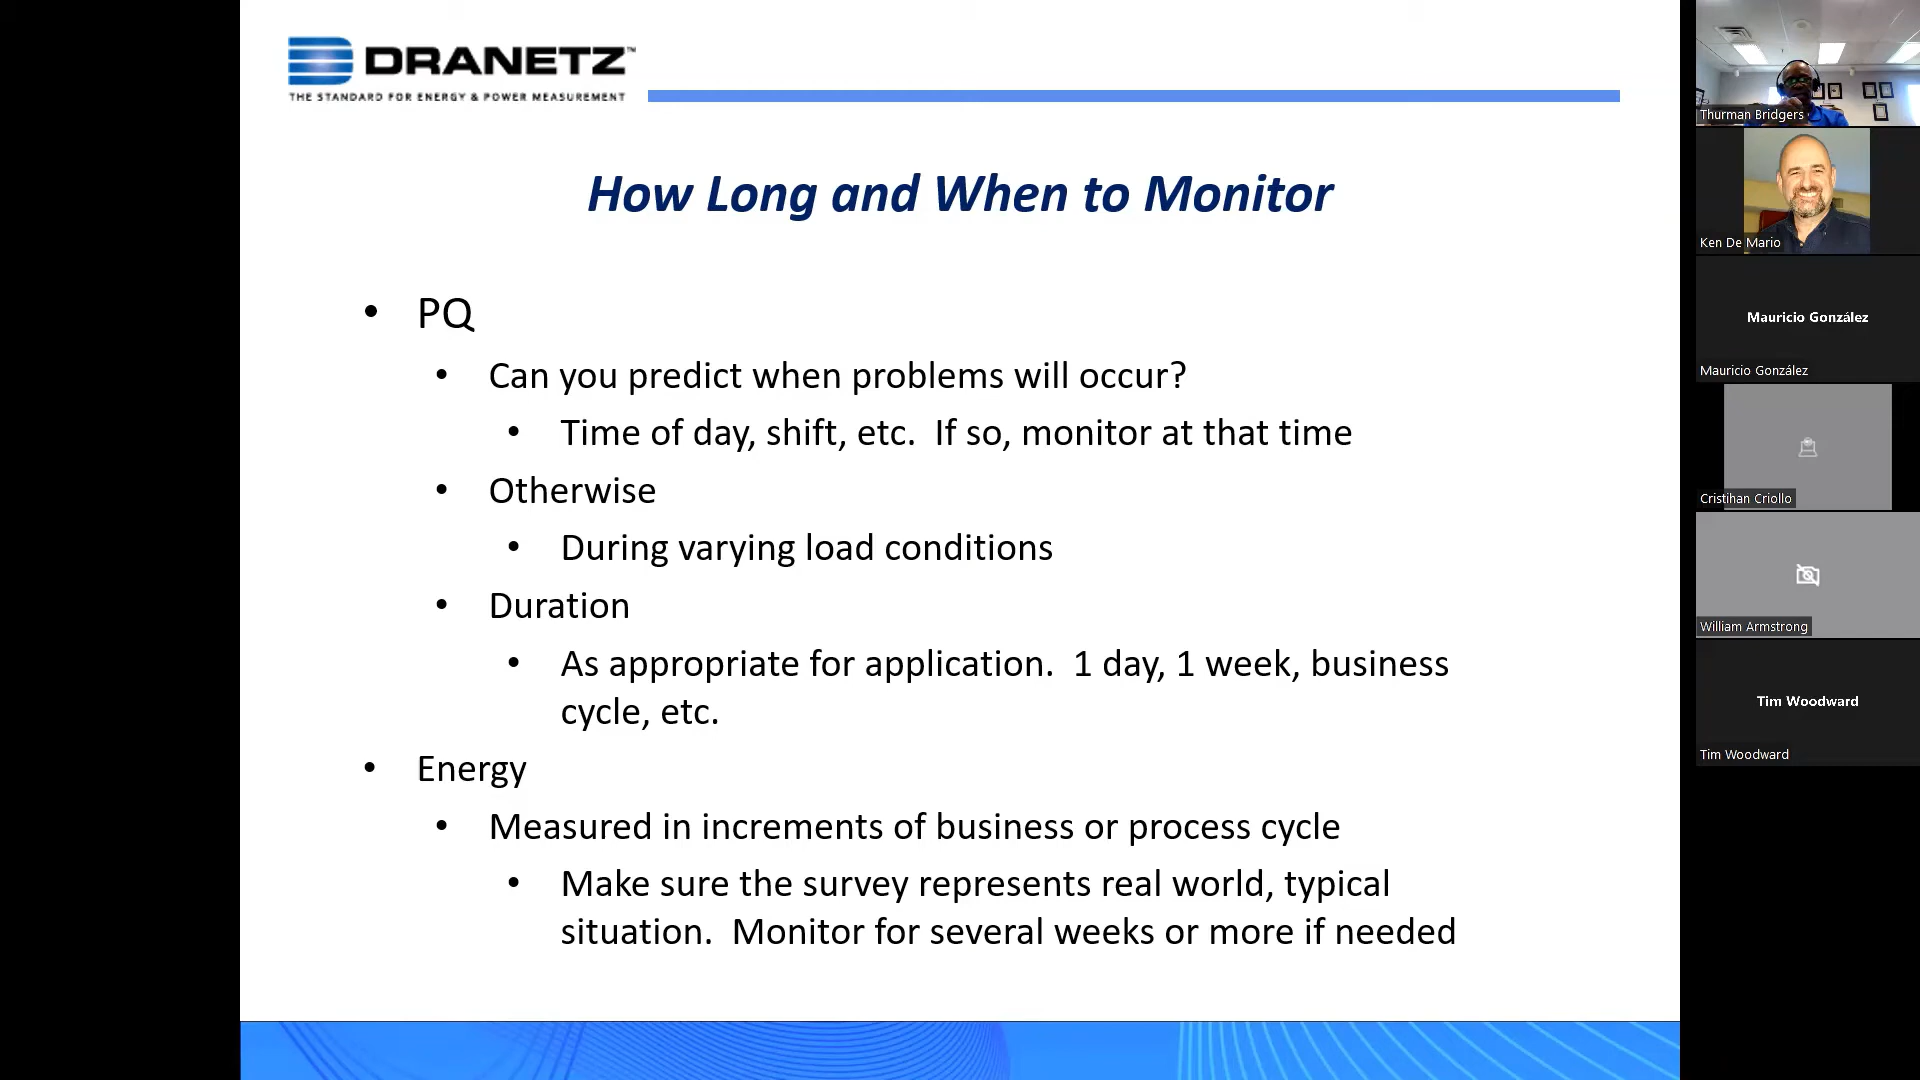 DRANETZ™
THE STANDARD FOR ENERGY & POWER MEASUREMENT
How Long and When to Monitor
• PQ
• Can you predict when problems will occur?
• Time of day, shift, etc.  If so, monitor at that time
• Otherwise
• During varying load conditions
• Duration
• As appropriate for application.  1 day, 1 week, business
cycle, etc.
• Energy
• Measured in increments of business or process cycle
• Make sure the survey represents real world, typical
situation.  Monitor for several weeks or more if needed
Thurman Bridgers
Ken De Mario
Mauricio González
Mauricio González
Cristihan Criollo
William Armstrong
Tim Woodward
Tim Woodward